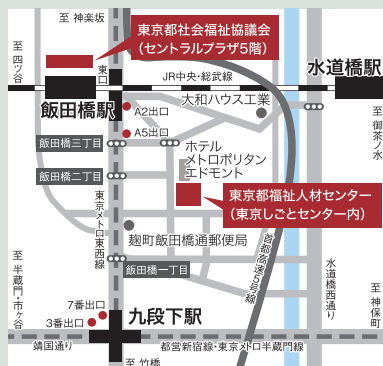 至 神楽坂
東京都社会福祉協議会
（セントラルプラザ5階）
至 四ツ谷
東口
JR中央・総武線
水道橋駅
飯田橋駅
A2出口
大和ハウス工業
至 御茶ノ水
A5出口
飯田橋三丁目
ホテル
メトロポリタン
エドモント
飯田橋二丁目
東京都福祉人材センター
（東京しごとセンター内）
東京メトロ東西線
麹町飯田橋通郵便局
首都高速5号線
水道橋西通り
至 半蔵門・市ヶ谷
飯田橋一丁目
7番出口
3番出口
九段下駅
至 神保町
靖国通り
都営新宿線・東京メトロ半蔵門線
至 竹橋